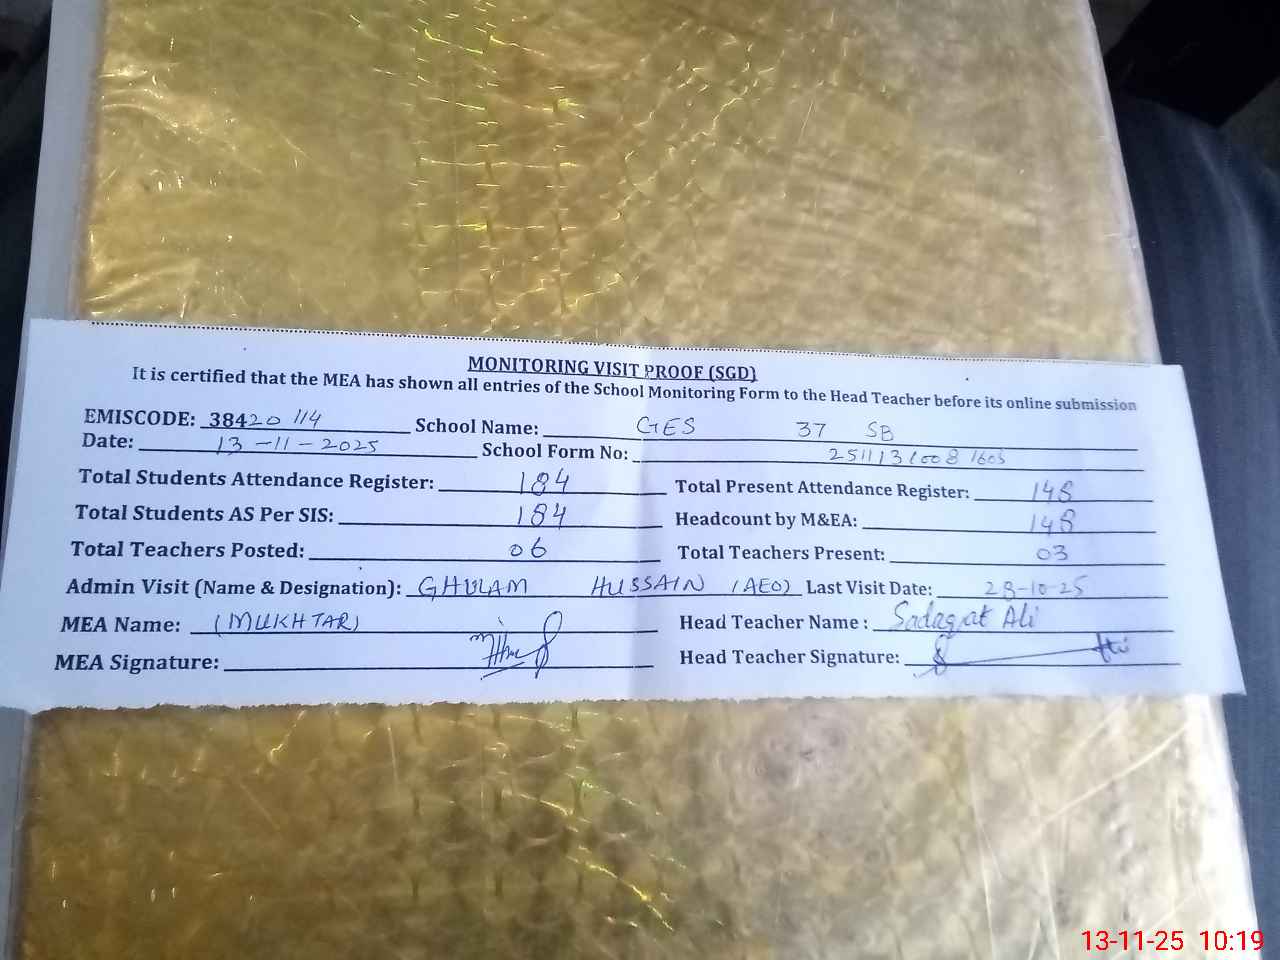 MONITORING VISIT PROOF (SGD)
It is certified that the MEA has shown all entries of the School Monitoring Form to the Head Teacher before its online submission
EMISCODE: 38420114 School Name: GES 37 SB
Date: 13-11-2025 School Form No:
Total Students Attendance Register: 184 Total Present Attendance Register: 148
Total Students AS Per SIS: 184 Headcount by M&EA: 148
Total Teachers Posted: 06 Total Teachers Present: 03
Admin Visit (Name & Designation): GHULAM HUSSAIN (AEO) Last Visit Date: 28-10-25
MEA Name: (MUKHTAR) Head Teacher Name : Sadaqat Ali
MEA Signature: Head Teacher Signature:
13-11-25 10:19